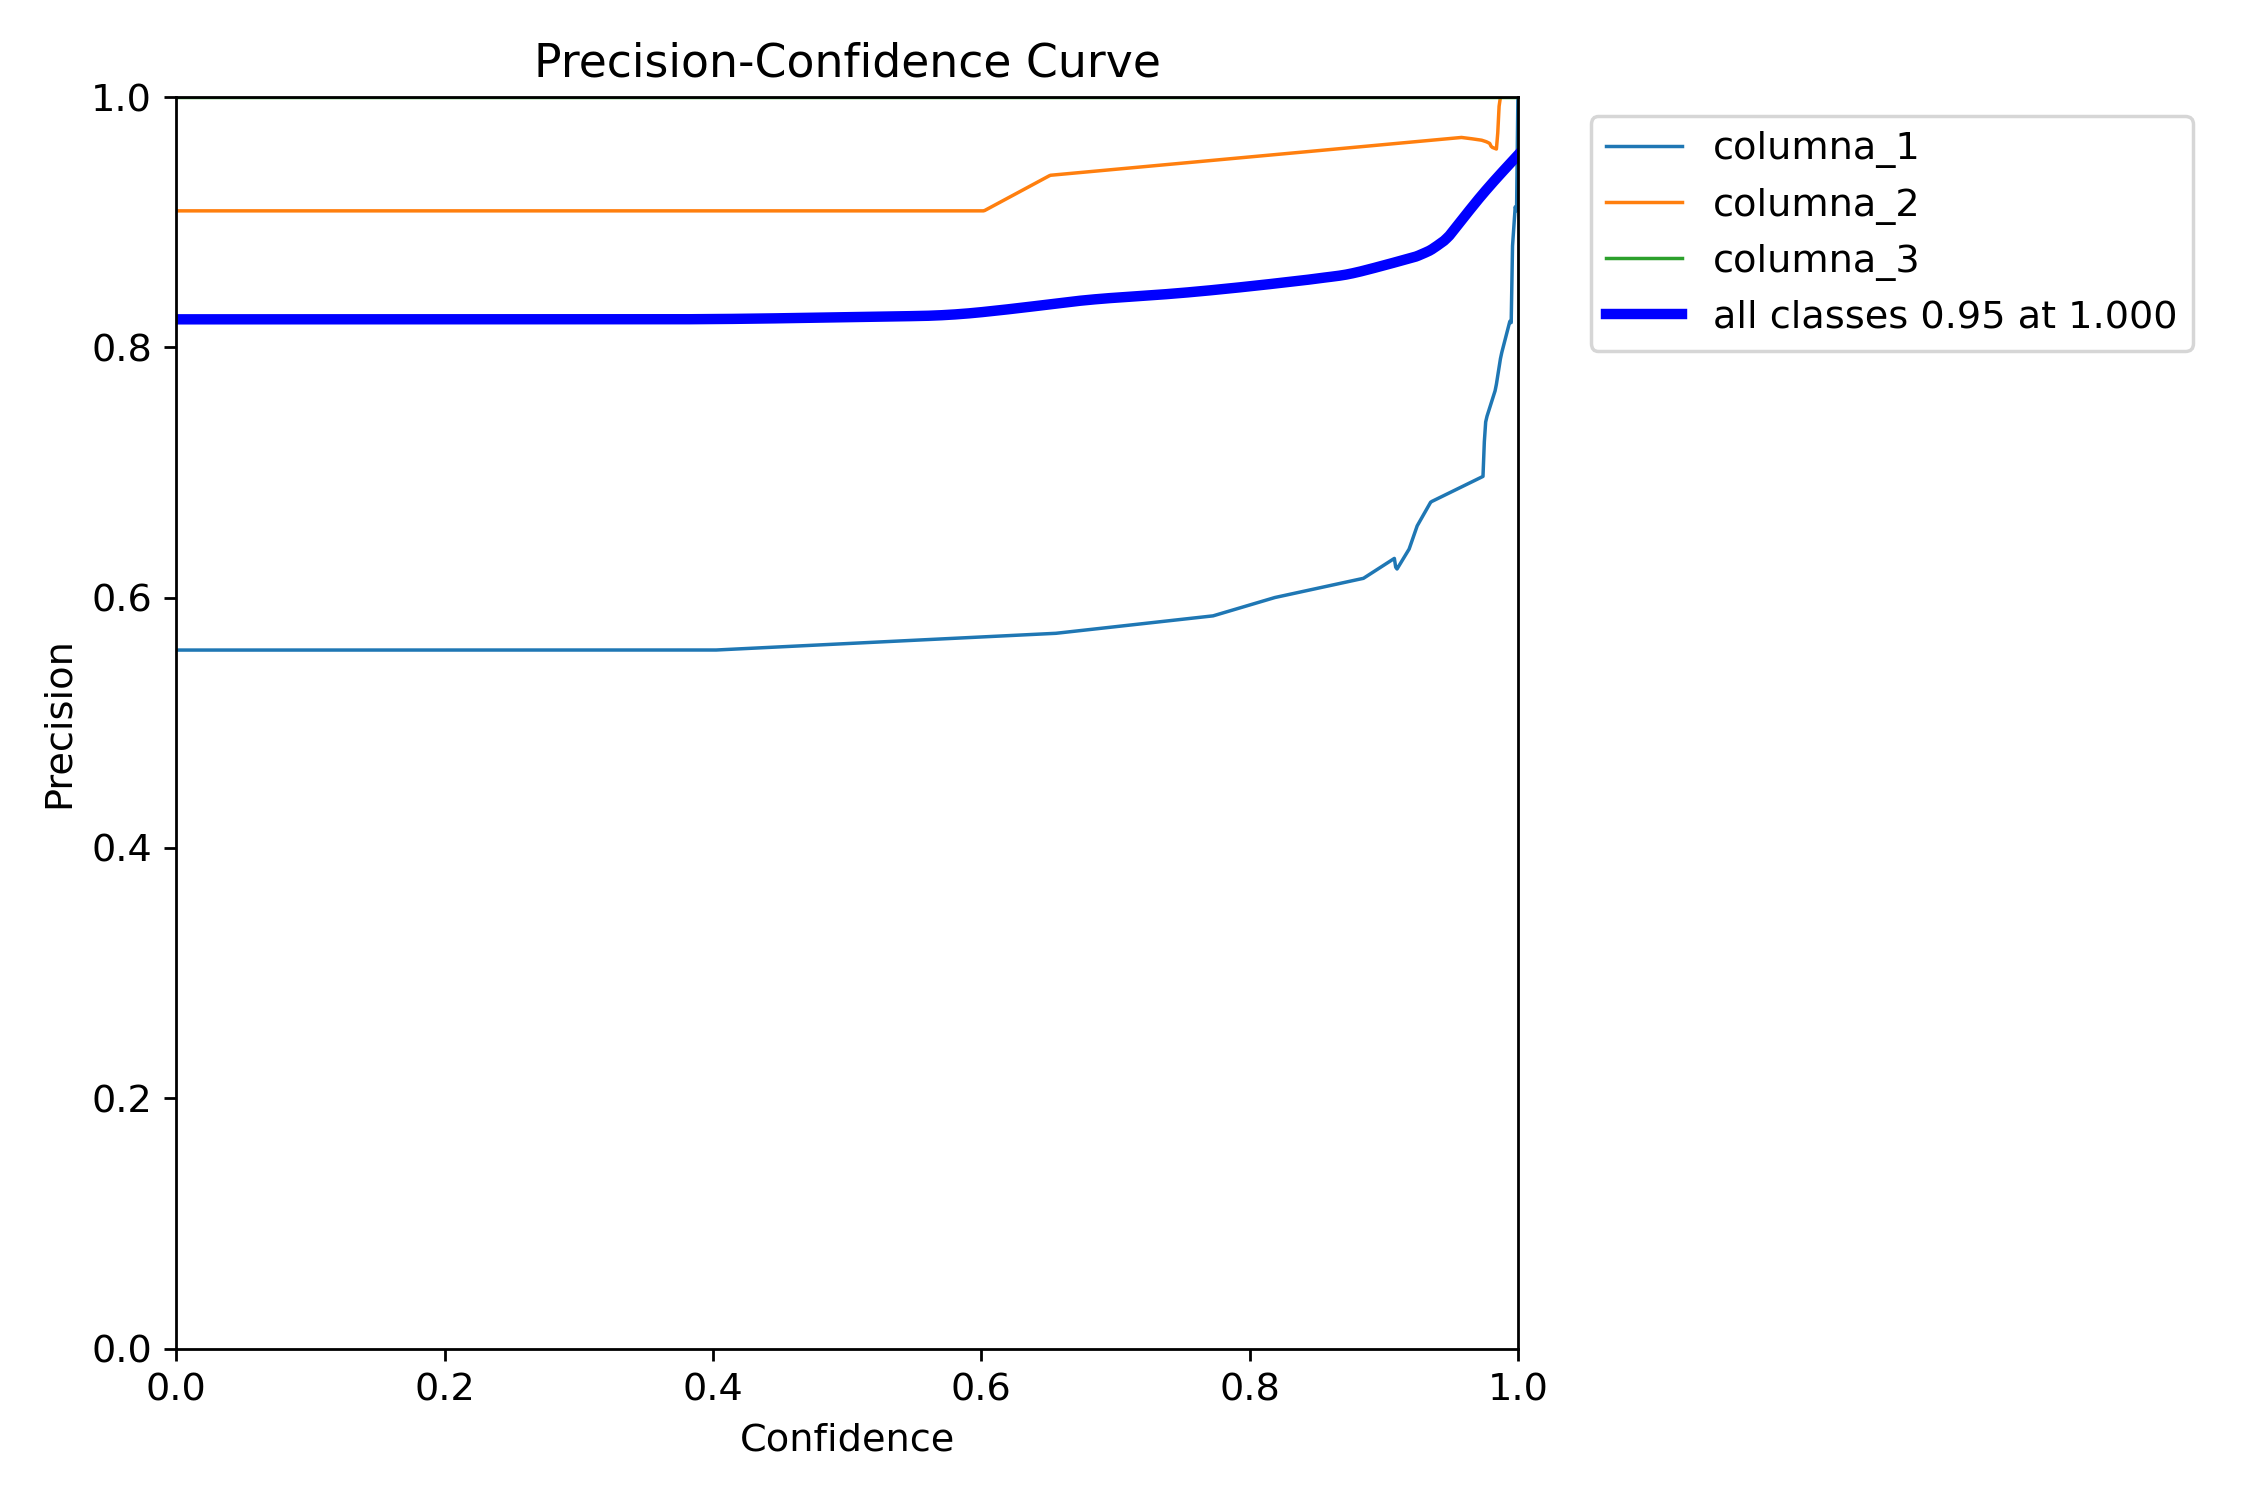 Precision-Confidence Curve
1.0
0.8
0.6
0.4
0.2
0.0
Precision
0.0 0.2 0.4 0.6 0.8 1.0
Confidence
columna_1
columna_2
columna_3
all classes 0.95 at 1.000